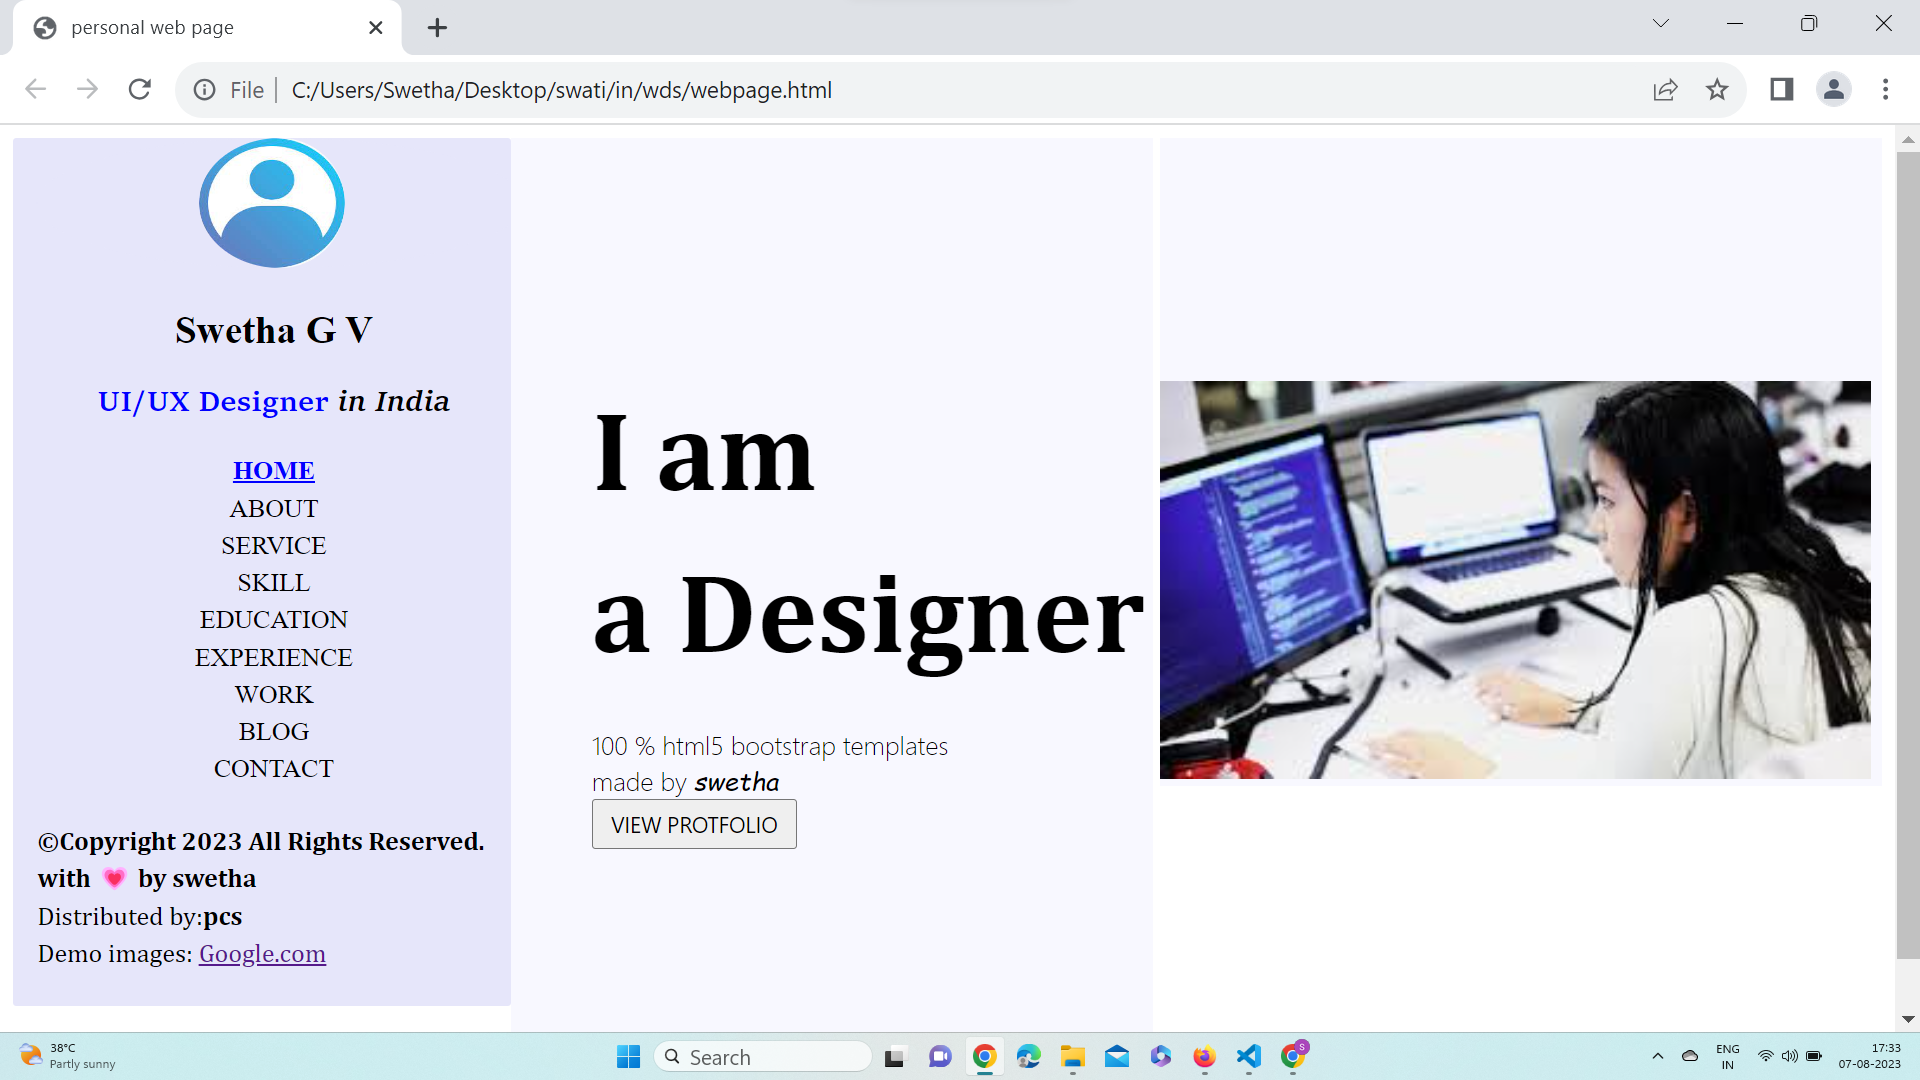 personal web page
File
C:/Users/Swetha/Desktop/swati/in/wds/webpage.html
Swetha G V
UI/UX Designer in India
HOME
ABOUT
SERVICE
SKILL
EDUCATION
EXPERIENCE
WORK
BLOG
CONTACT
©Copyright 2023 All Rights Reserved.
with 💗 by swetha
Distributed by:pcs
Demo images: Google.com
I am
a Designer
100 % html5 bootstrap templates
made by swetha
VIEW PROTFOLIO
38°C
Partly sunny
Search
S
ENG
IN
17:33
07-08-2023